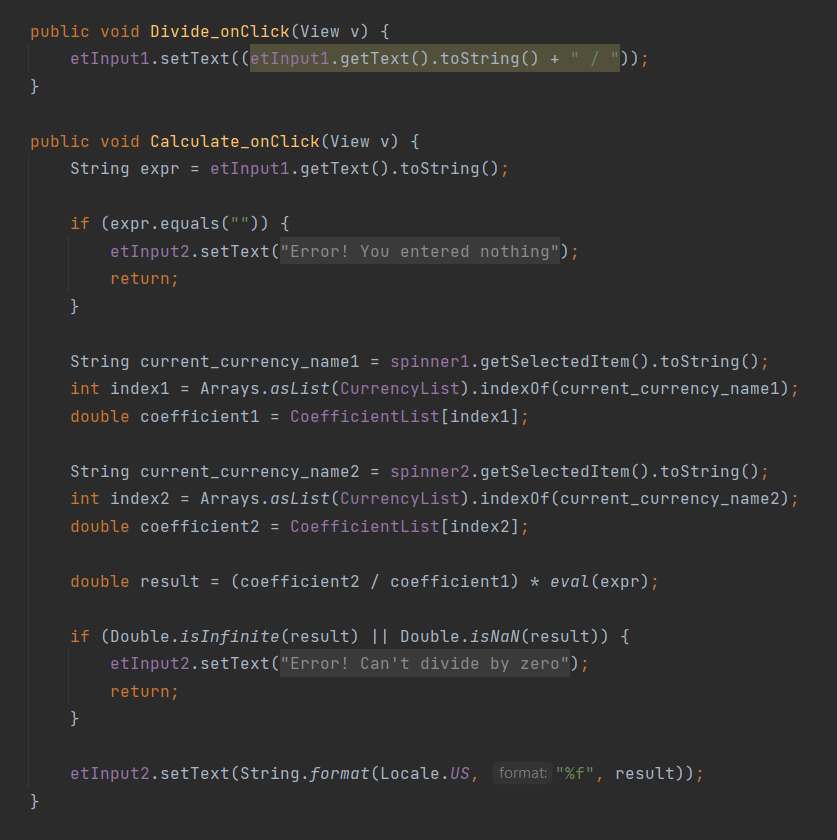 public void Divide_onClick(View v) {
    etInput1.setText((etInput1.getText().toString() + " / "));
}
public void Calculate_onClick(View v) {
    String expr = etInput1.getText().toString();
    if (expr.equals("")) {
        etInput2.setText("Error! You entered nothing");
        return;
    }
    String current_currency_name1 = spinner1.getSelectedItem().toString();
    int index1 = Arrays.asList(CurrencyList).indexOf(current_currency_name1);
    double coefficient1 = CoefficientList[index1];
    String current_currency_name2 = spinner2.getSelectedItem().toString();
    int index2 = Arrays.asList(CurrencyList).indexOf(current_currency_name2);
    double coefficient2 = CoefficientList[index2];
    double result = (coefficient2 / coefficient1) * eval(expr);
    if (Double.isInfinite(result) || Double.isNaN(result)) {
        etInput2.setText("Error! Can't divide by zero");
        return;
    }
    etInput2.setText(String.format(Locale.US, format: "%f", result));
}